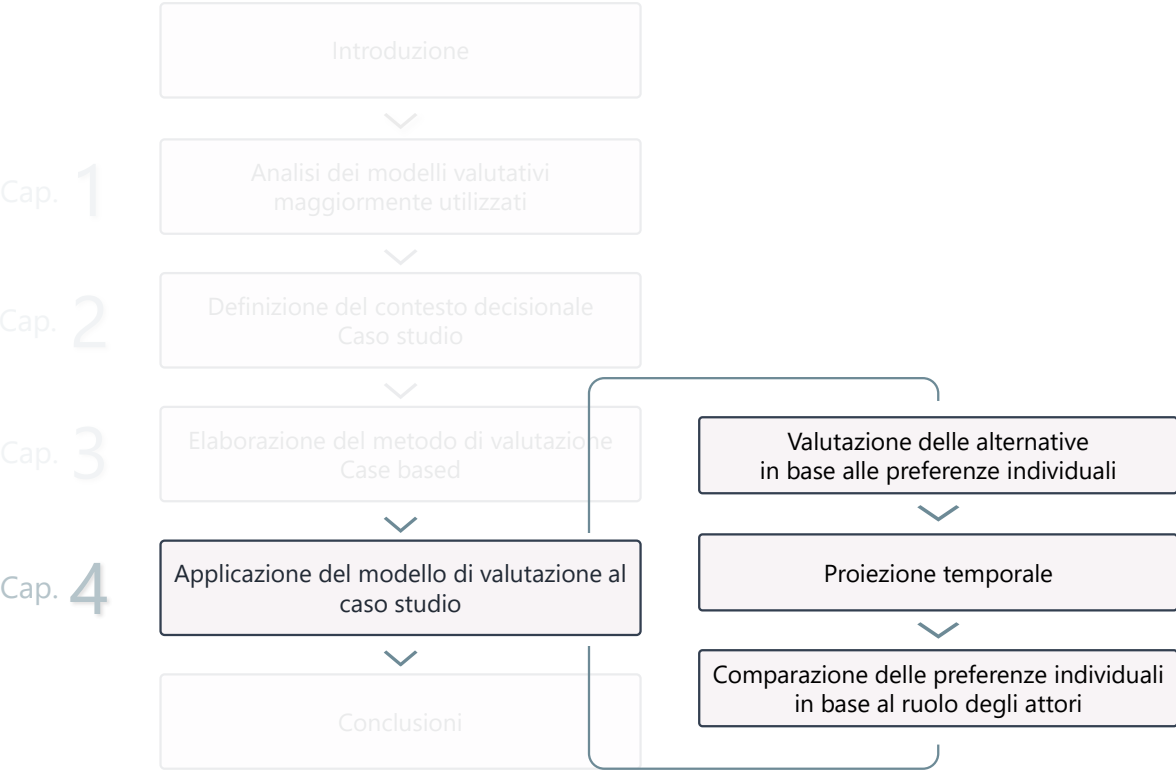 Introduzione
Cap. 1
Analisi dei modelli valutativi
maggiormente utilizzati
Cap. 2
Definizione del contesto decisionale
Caso studio
Cap. 3
Elaborazione del metodo di valutazione
Case based
Cap. 4
Applicazione del modello di valutazione al
caso studio
Conclusioni
Valutazione delle alternative
in base alle preferenze individuali
Proiezione temporale
Comparazione delle preferenze individuali
in base al ruolo degli attori